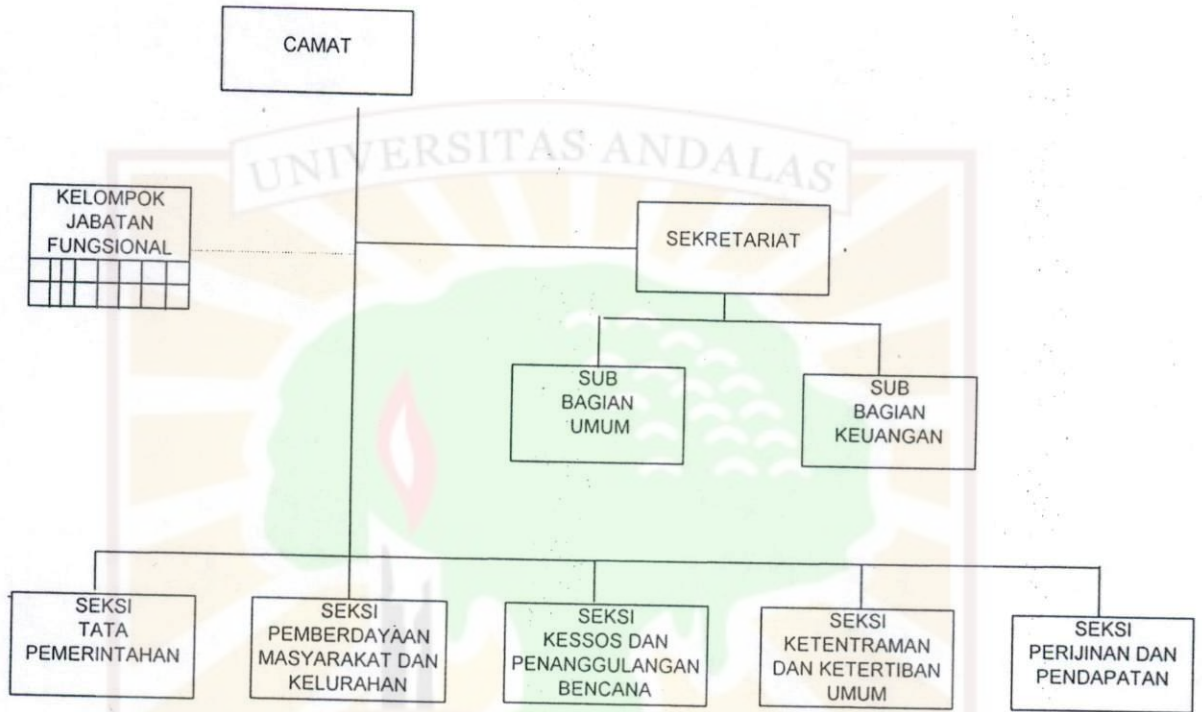 CAMAT
UNIVERSITAS ANDALAS
KELOMPOK
JABATAN
FUNGSIONAL
SEKRETARIAT
SUB
BAGIAN
UMUM
SUB
BAGIAN
KEUANGAN
SEKSI
TATA
PEMERINTAHAN
SEKSI
PEMBERDAYAAN
MASYARAKAT DAN
KELURAHAN
SEKSI
KESSOS DAN
PENANGGULANGAN
BENCANA
SEKSI
KETENTRAMAN
DAN KETERTIBAN
UMUM
SEKSI
PERIJINAN DAN
PENDAPATAN